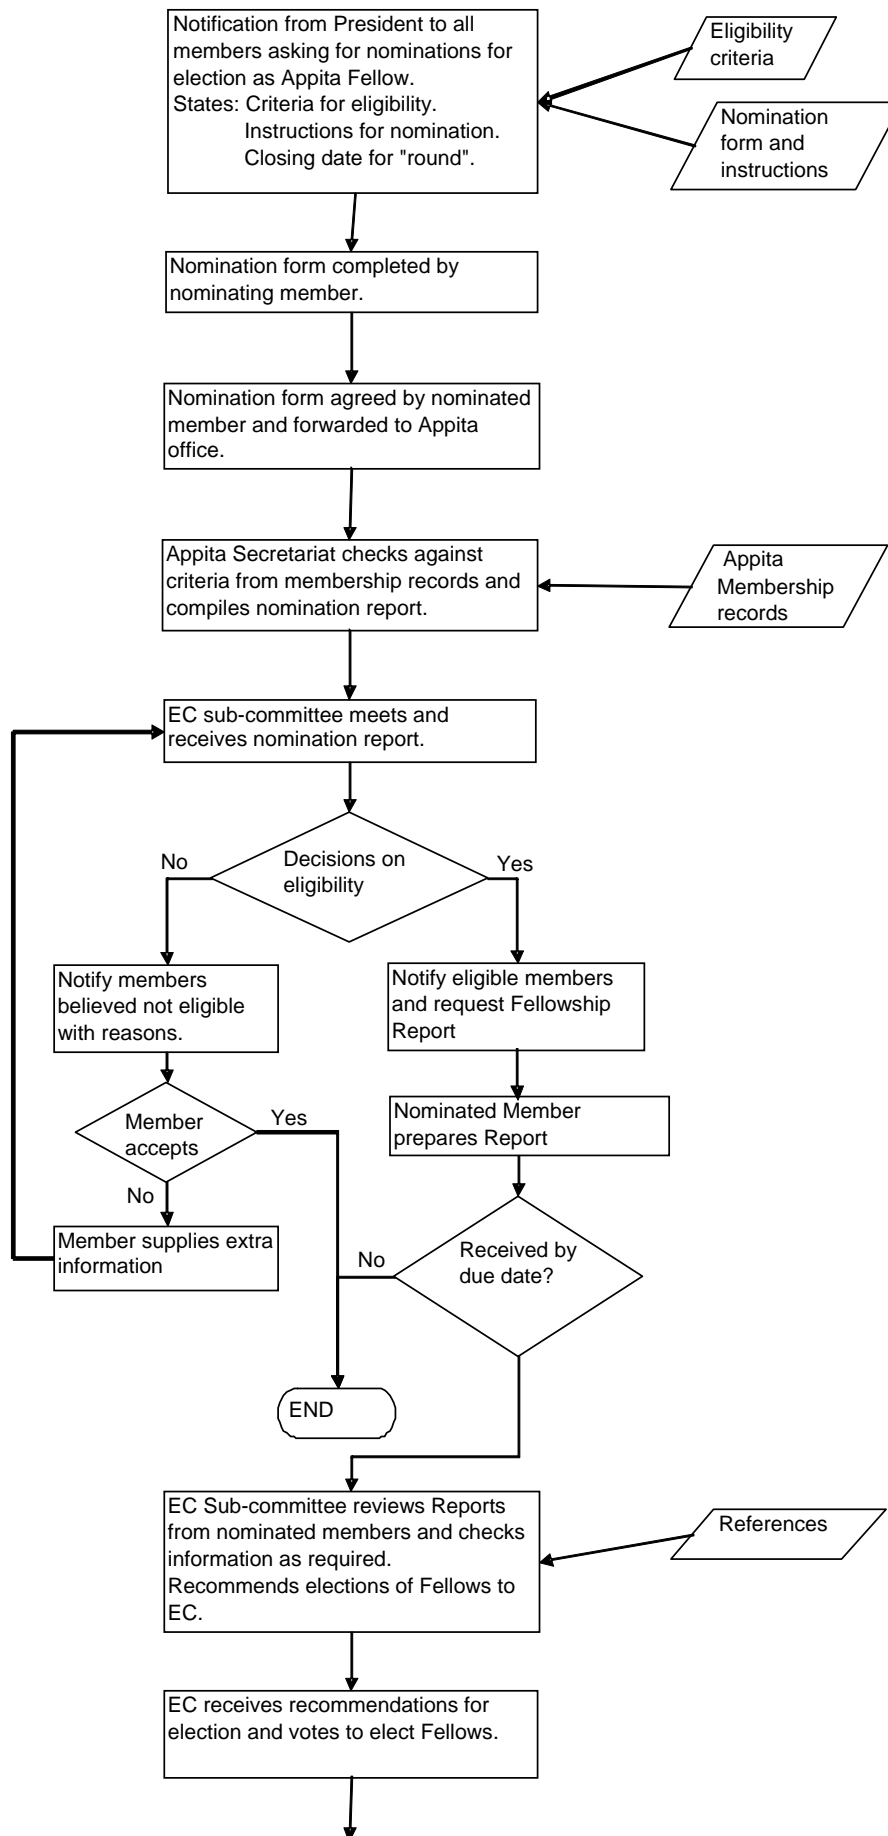 Notification from President to all
members asking for nominations for
election as Appita Fellow.
States: Criteria for eligibility.
Instructions for nomination.
Closing date for "round".
Eligibility
criteria
Nomination
form and
instructions
Nomination form completed by
nominating member.
Nomination form agreed by nominated
member and forwarded to Appita
office.
Appita Secretariat checks against
criteria from membership records and
compiles nomination report.
Appita
Membership
records
EC sub-committee meets and
receives nomination report.
Decisions on
eligibility
No
Yes
Notify members
believed not eligible
with reasons.
Notify eligible members
and request Fellowship
Report
Member
accepts
Yes
No
Nominated Member
prepares Report
Member supplies extra
information
Received by
due date?
No
END
EC Sub-committee reviews Reports
from nominated members and checks
information as required.
Recommends elections of Fellows to
EC.
References
EC receives recommendations for
election and votes to elect Fellows.